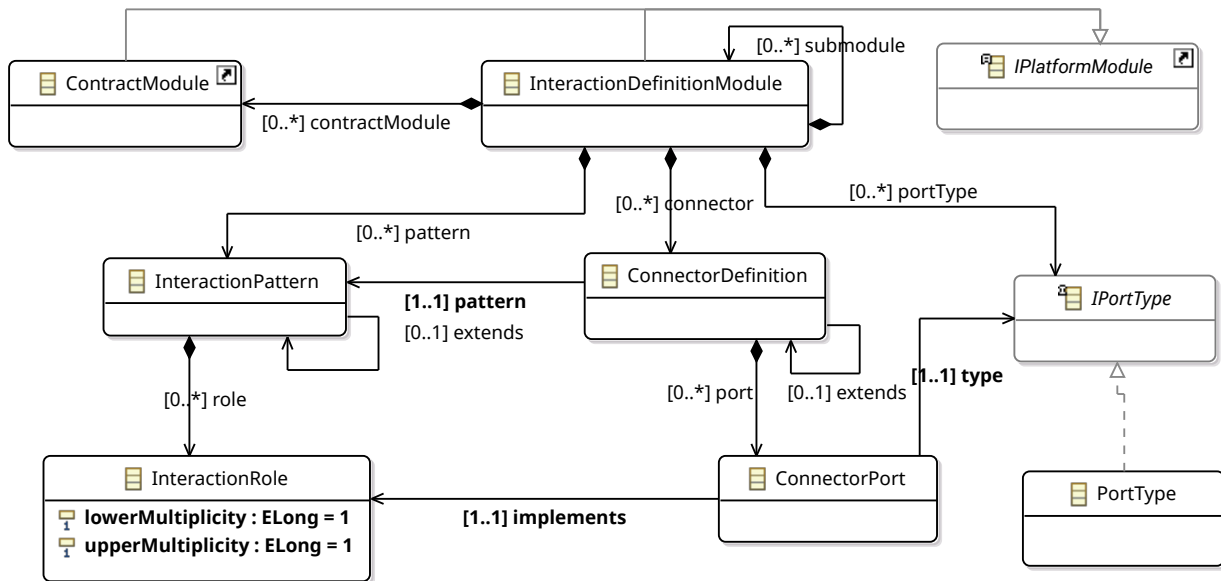 [0..*] submodule
ContractModule
InteractionDefinitionModule
IPlatformModule
[0..*] contractModule
[0..*] portType
[0..*] connector
[0..*] pattern
InteractionPattern
ConnectorDefinition
IPortType
[1..1] pattern
[0..1] extends
[1..1] type
[0..*] role
[0..*] port
[0..1] extends
InteractionRole
ConnectorPort
PortType
lowerMultiplicity : ELong = 1
[1..1] implements
upperMultiplicity : ELong = 1